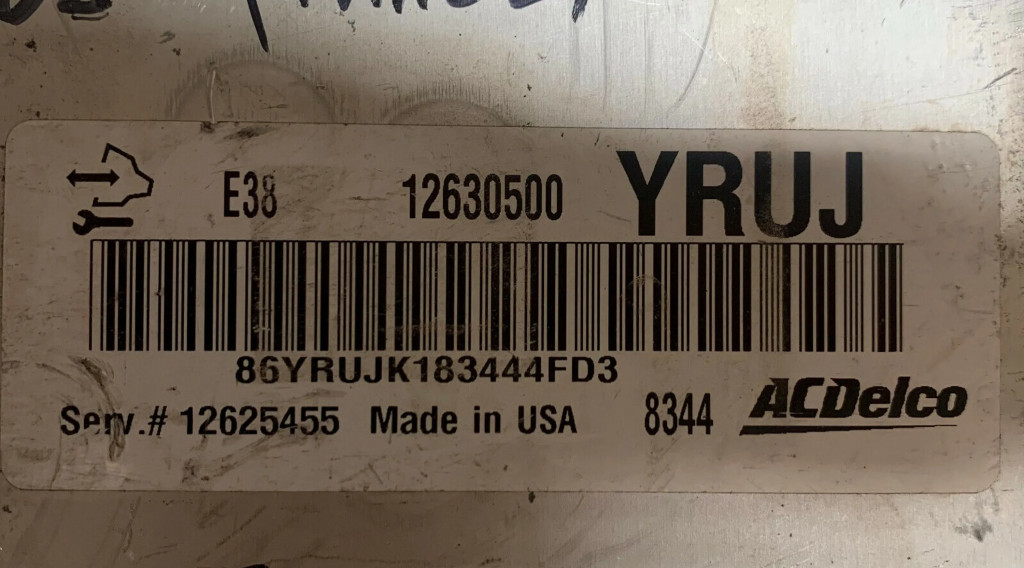 E38 12630500 YRUJ
86YRUJK183444FD3
Serv.# 12625455 Made in USA 8344 ACDelco